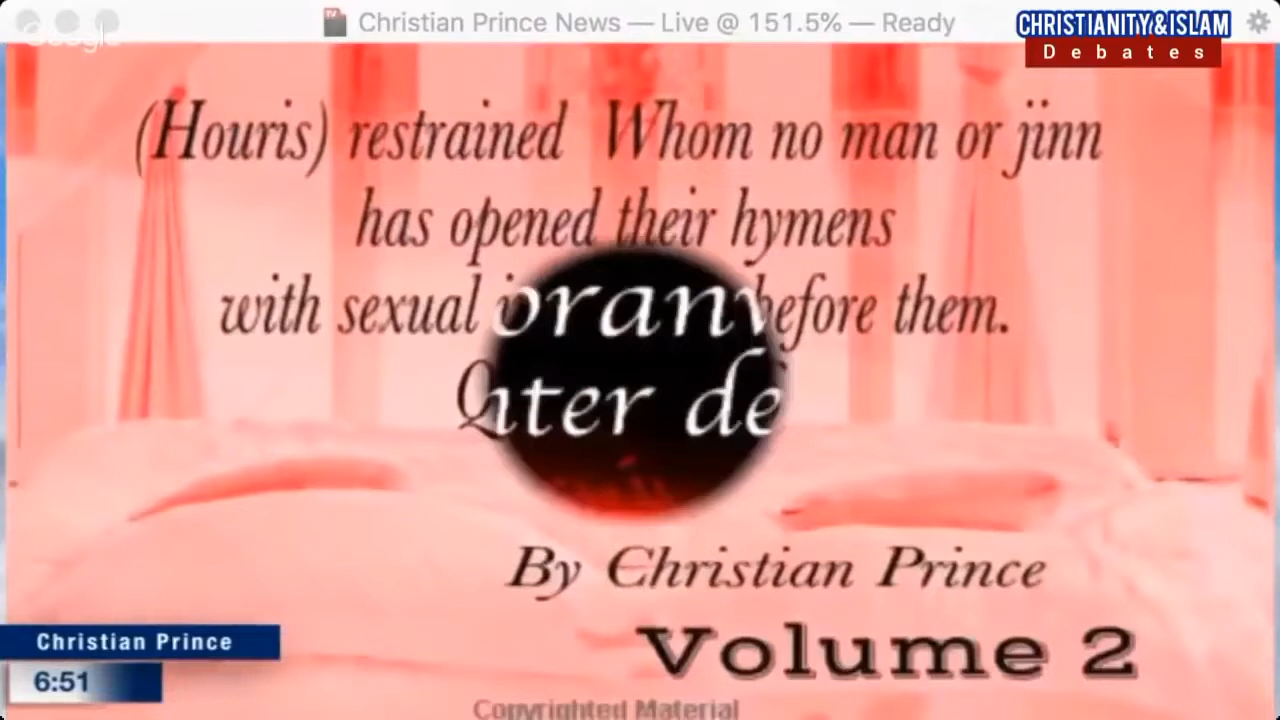 Christian Prince News — Live @ 151.5% — Ready
Google
CHRISTIANITY & ISLAM
Debates
(Houris) restrained Whom no man or jinn
has opened their hymens
with sexual before them.
By Christian Prince
Volume 2
Christian Prince
6:51
Copyrighted Material